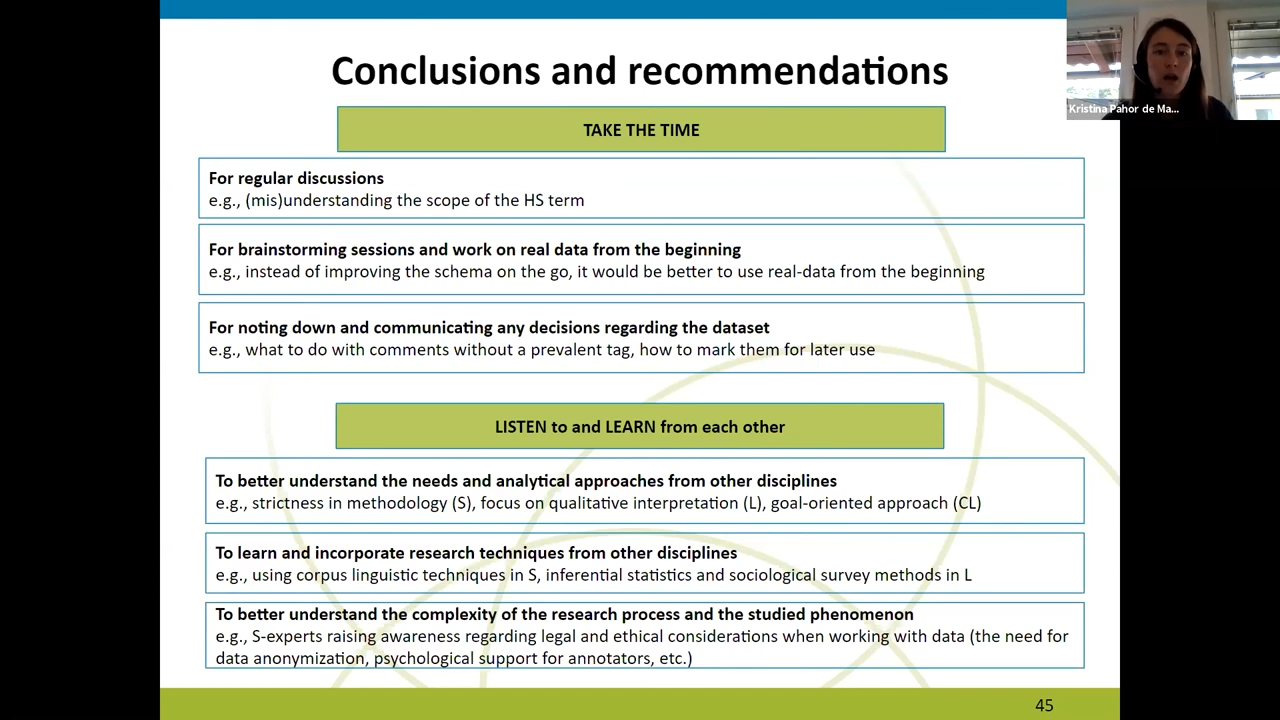 Conclusions and recommendations
Kristina Pahor de Ma...
TAKE THE TIME
For regular discussions
e.g., (mis)understanding the scope of the HS term
For brainstorming sessions and work on real data from the beginning
e.g., instead of improving the schema on the go, it would be better to use real-data from the beginning
For noting down and communicating any decisions regarding the dataset
e.g., what to do with comments without a prevalent tag, how to mark them for later use
LISTEN to and LEARN from each other
To better understand the needs and analytical approaches from other disciplines
e.g., strictness in methodology (S), focus on qualitative interpretation (L), goal-oriented approach (CL)
To learn and incorporate research techniques from other disciplines
e.g., using corpus linguistic techniques in S, inferential statistics and sociological survey methods in L
To better understand the complexity of the research process and the studied phenomenon
e.g., S-experts raising awareness regarding legal and ethical considerations when working with data (the need for
data anonymization, psychological support for annotators, etc.)
45